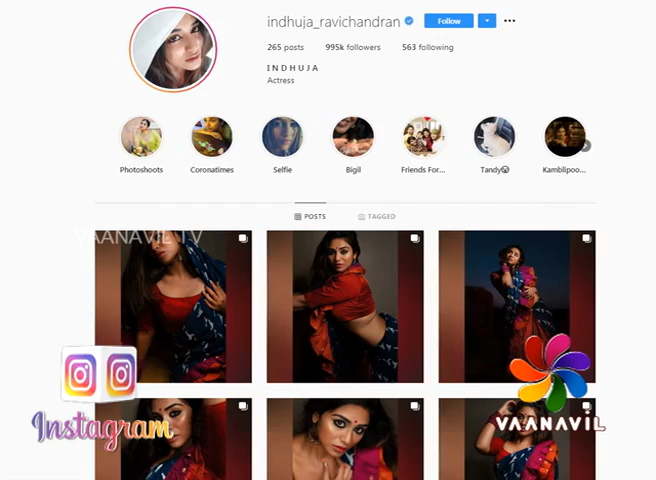 indhuja_ravichandran Follow
265 posts 995k followers 563 following
INDHUJA
Actress
Photoshoots Coronatimes Selfie Bigil Friends For... Tandy Kamblipoo...
POSTS TAGGED
VAANAVIL TV
Instagram
VAANAVIL